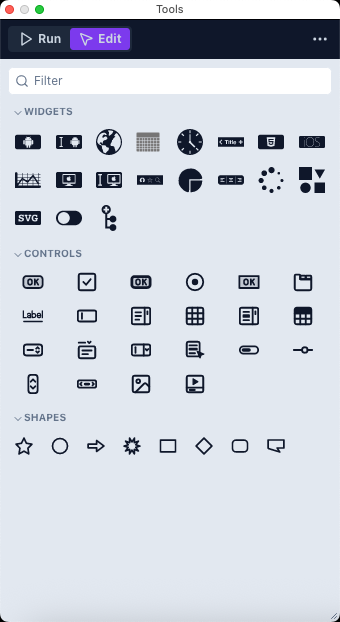 Tools
Run Edit
Filter
WIDGETS
Title
iOS
SVG
CONTROLS
OK OK OK
Label
SHAPES